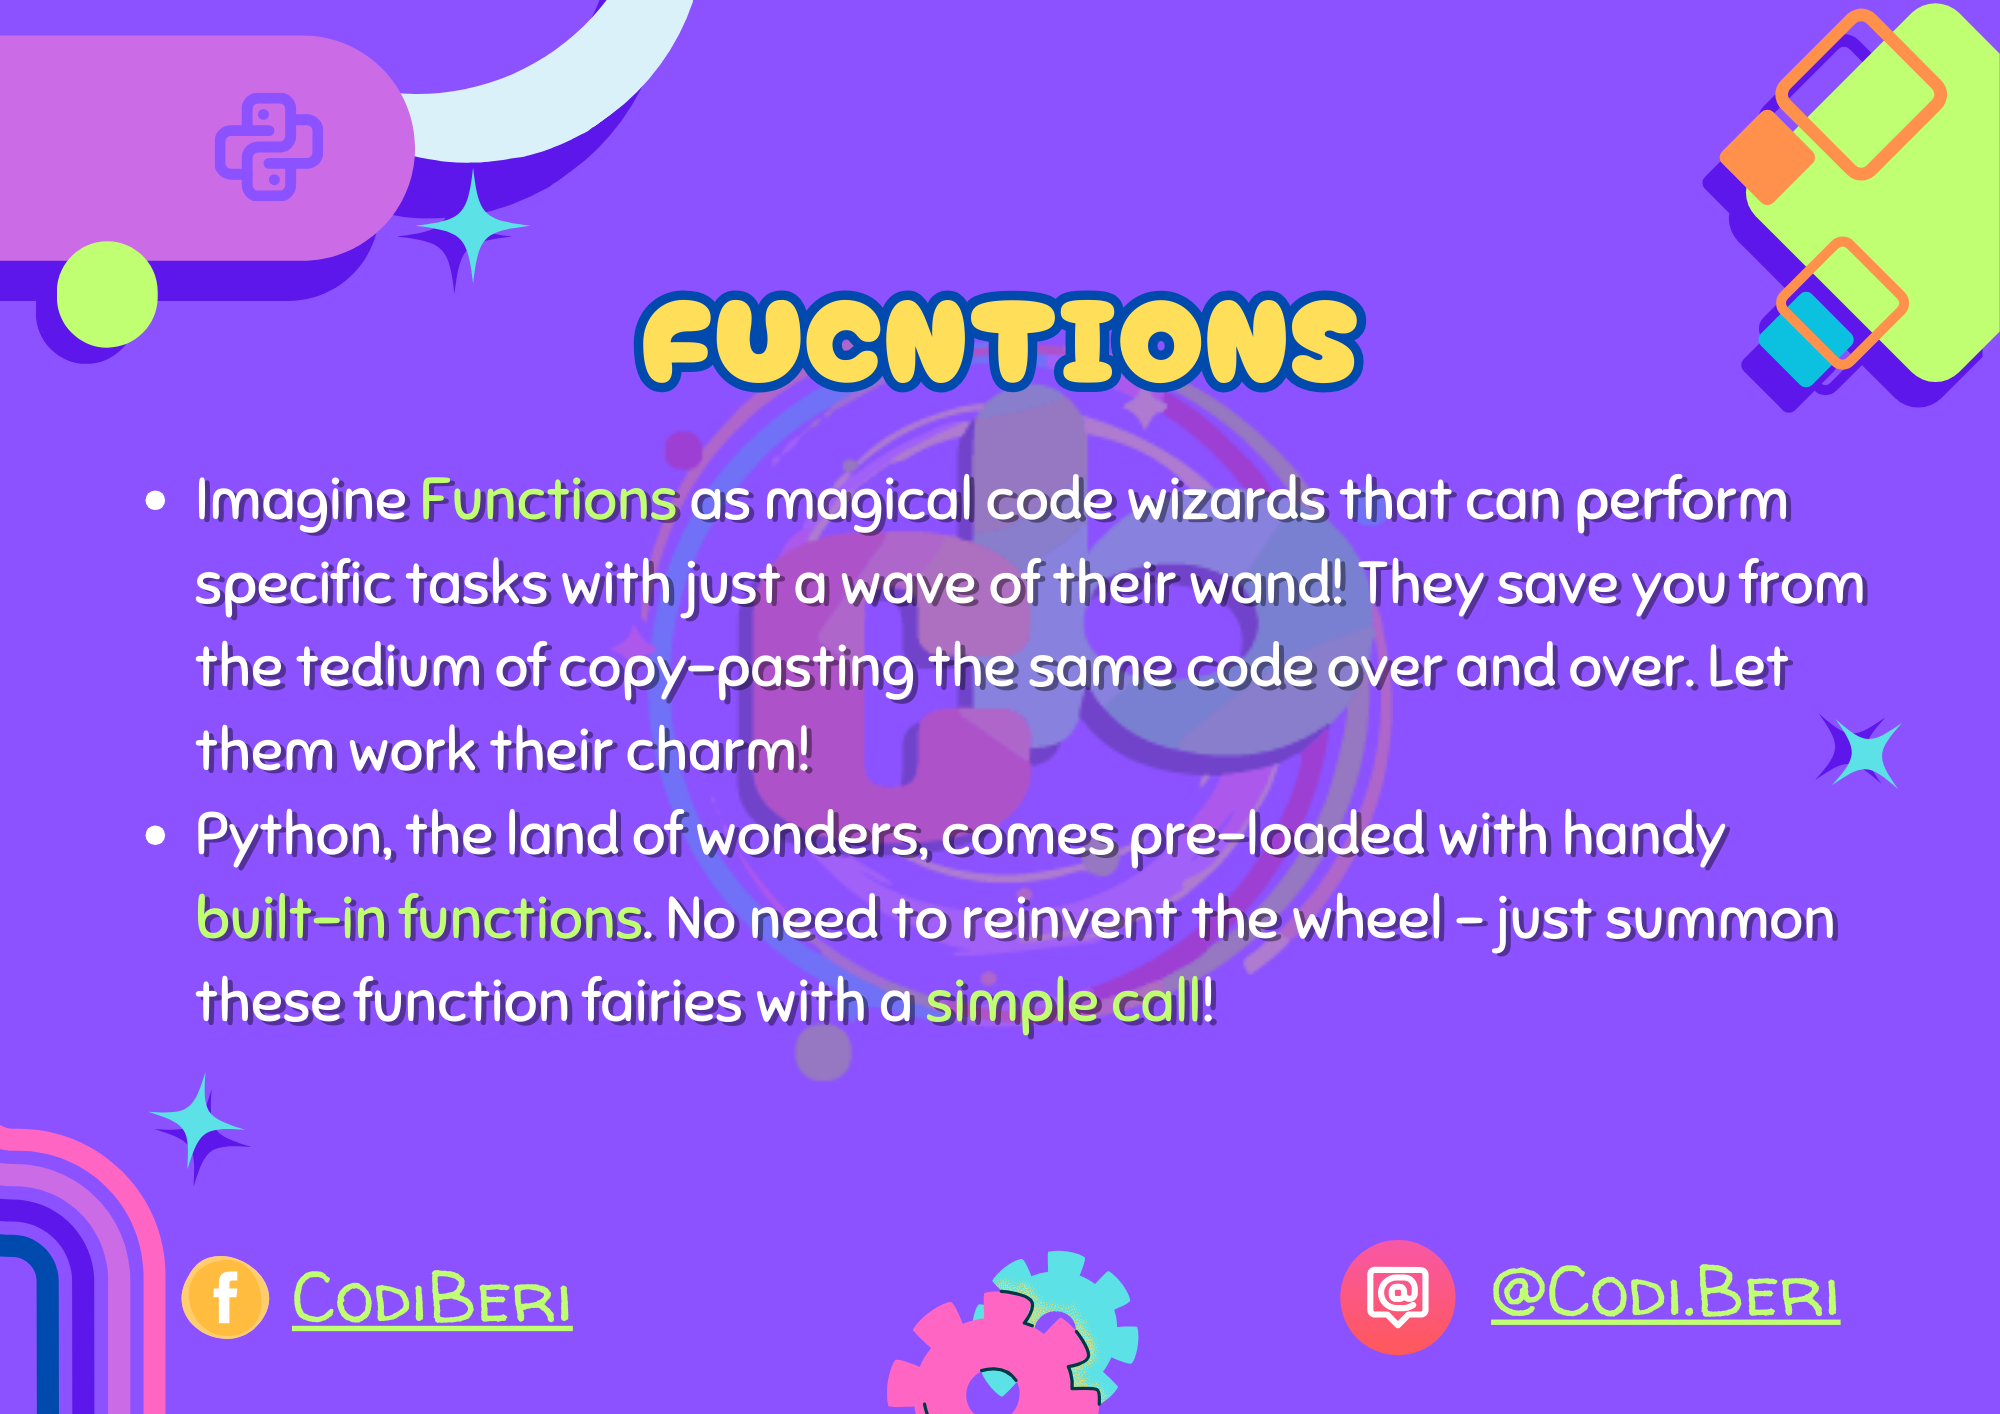 FUCNTIONS
• Imagine Functions as magical code wizards that can perform
specific tasks with just a wave of their wand! They save you from
the tedium of copy-pasting the same code over and over. Let
them work their charm!
• Python, the land of wonders, comes pre-loaded with handy
built-in functions. No need to reinvent the wheel - just summon
these function fairies with a simple call!
CODIBERI
@CODI.BERI